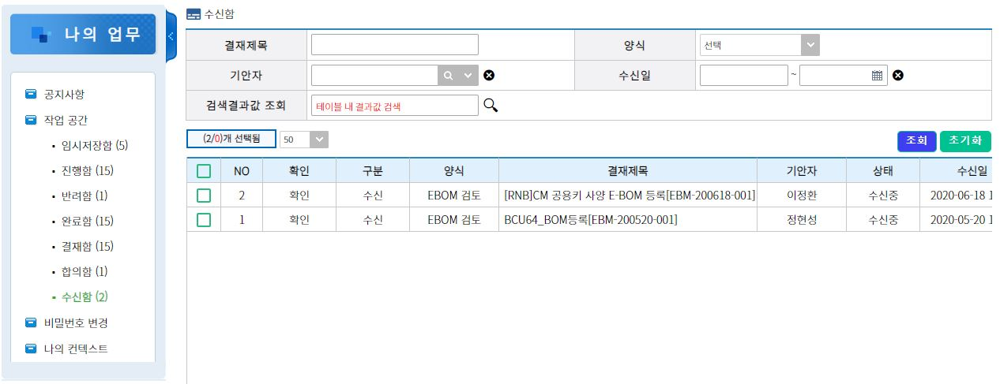 나의 업무
공지사항
작업 공간
임시저장함 (5)
진행함 (15)
반려함 (1)
완료함 (15)
결재함 (15)
합의함 (1)
수신함 (2)
비밀번호 변경
나의 컨텍스트
수신함
결재제목 양식 선택
기안자 수신일 ~
검색결과값 조회 테이블 내 결과값 검색
(2/0)개 선택됨 50 조회 초기화
NO 확인 구분 양식 결재제목 기안자 상태 수신일
2 확인 수신 EBOM 검토 [RNB]CM 공용키 사양 E-BOM 등록[EBM-200618-001] 이정환 수신중 2020-06-18 1
1 확인 수신 EBOM 검토 BCU64_BOM등록[EBM-200520-001] 정현성 수신중 2020-05-20 1